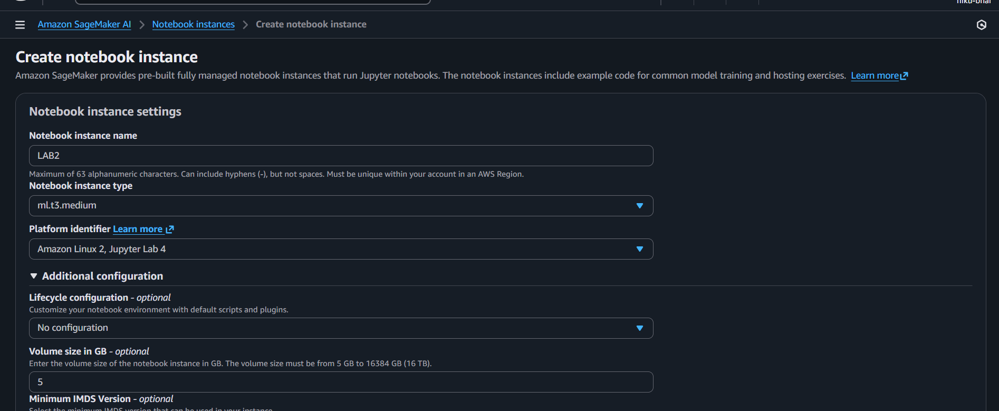 Amazon SageMaker AI > Notebook instances > Create notebook instance
Create notebook instance
Amazon SageMaker provides pre-built fully managed notebook instances that run Jupyter notebooks. The notebook instances include example code for common model training and hosting exercises. Learn more
Notebook instance settings
Notebook instance name
LAB2
Maximum of 63 alphanumeric characters. Can include hyphens (-), but not spaces. Must be unique within your account in an AWS Region.
Notebook instance type
ml.t3.medium
Platform identifier Learn more
Amazon Linux 2, Jupyter Lab 4
Additional configuration
Lifecycle configuration - optional
Customize your notebook environment with default scripts and plugins.
No configuration
Volume size in GB - optional
Enter the volume size of the notebook instance in GB. The volume size must be from 5 GB to 16384 GB (16 TB).
5
Minimum IMDS Version - optional
Select the minimum IMDS version that can be used in your instance